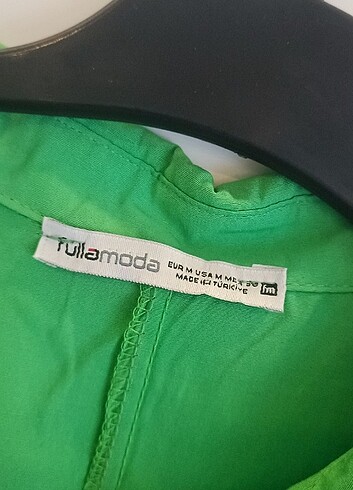 fullamoda
EUR M USA M MEX
MADE IN TÜRKİYE
fm